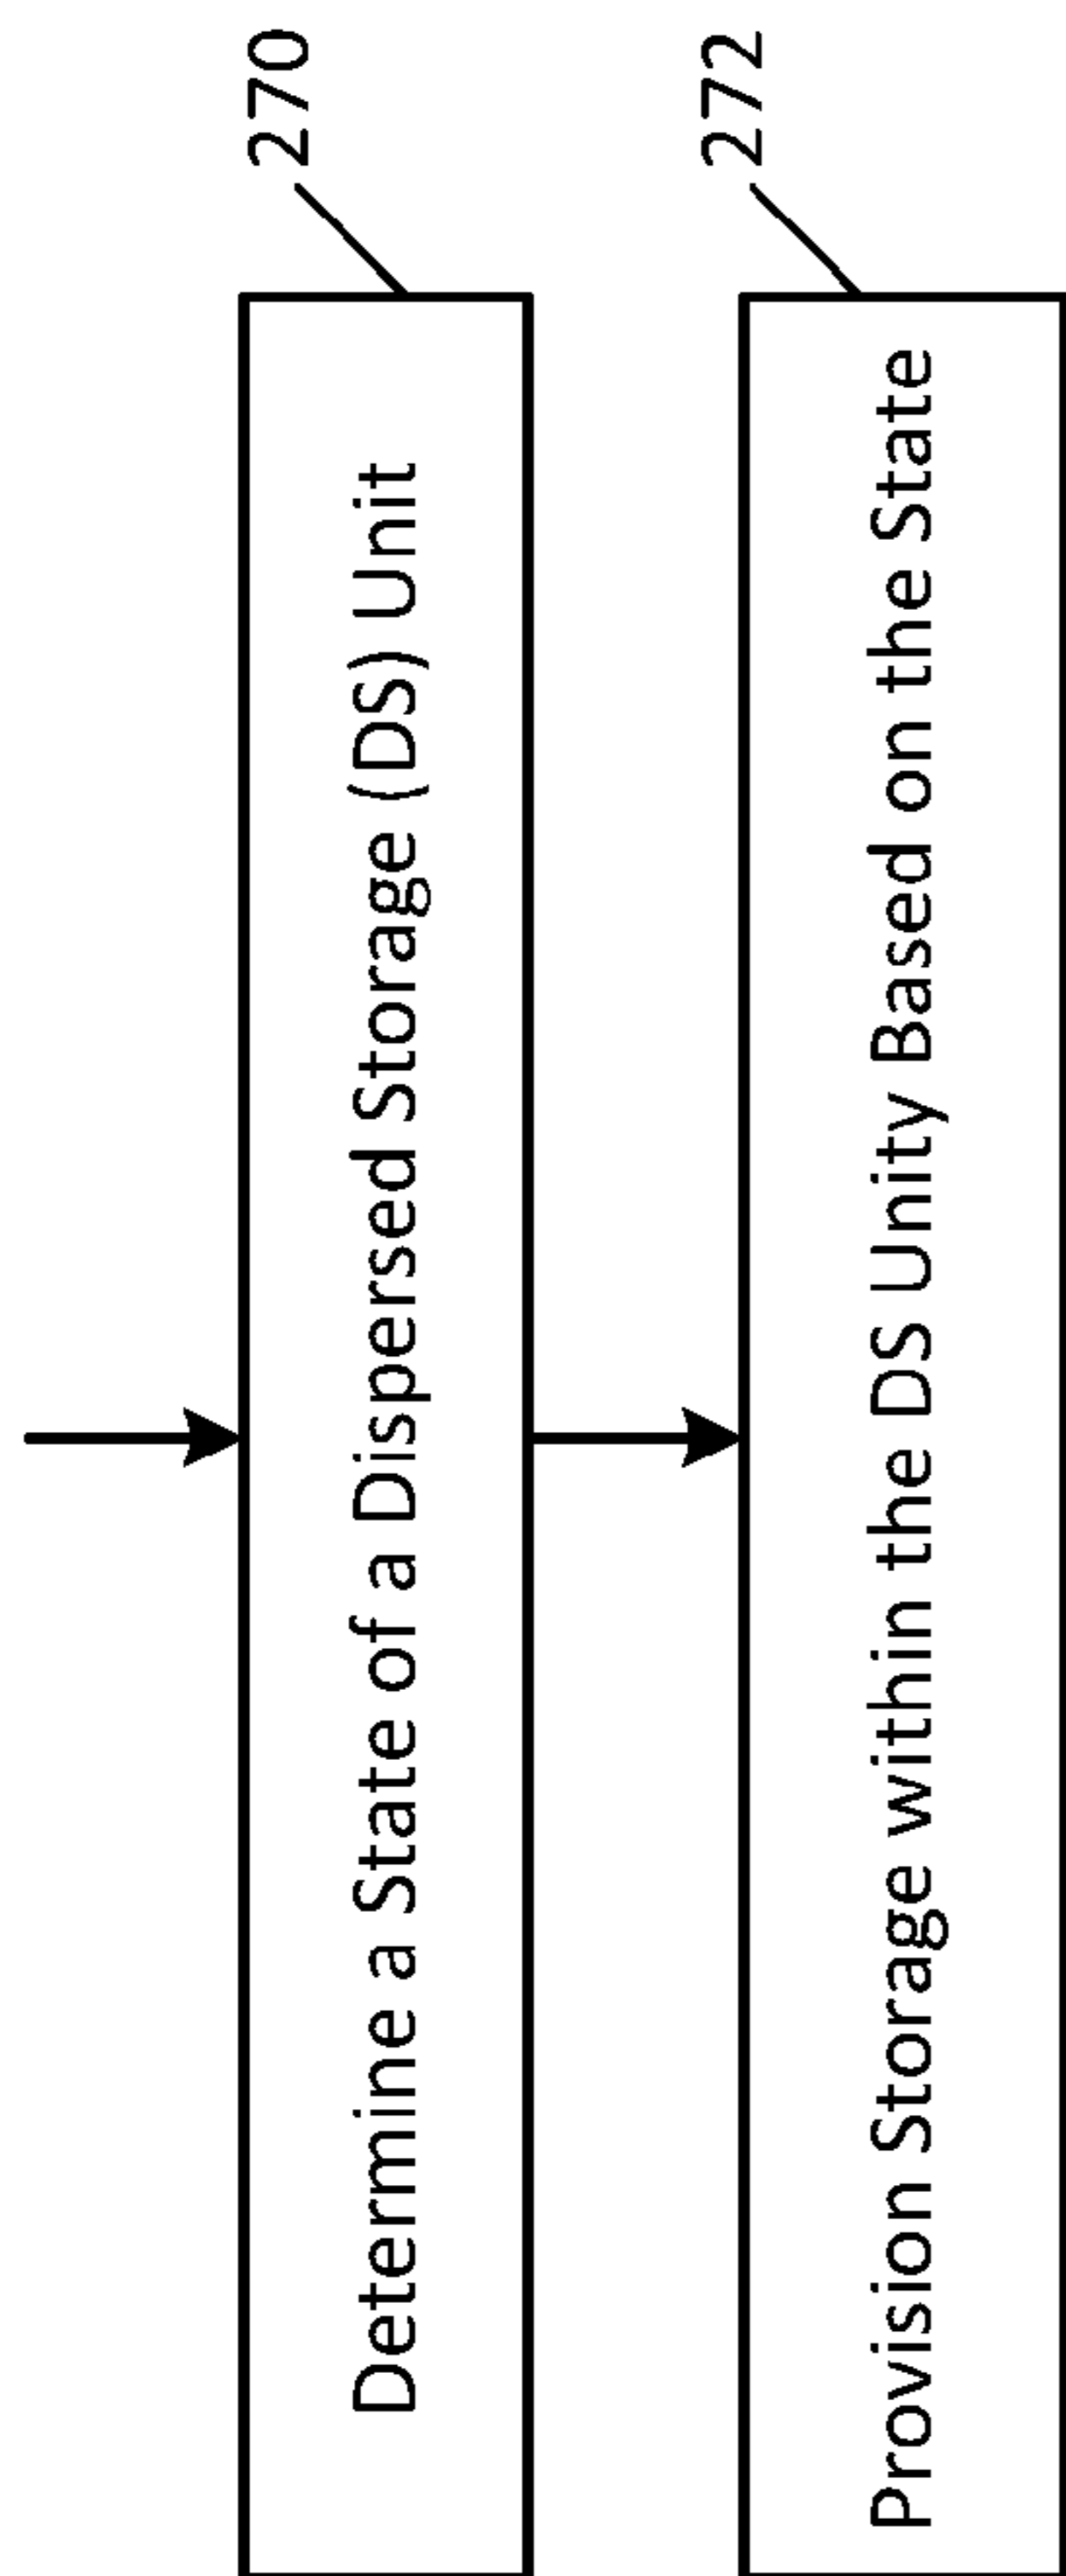 270
Determine a State of a Dispersed Storage (DS) Unit
272
Provision Storage within the DS Unity Based on the State